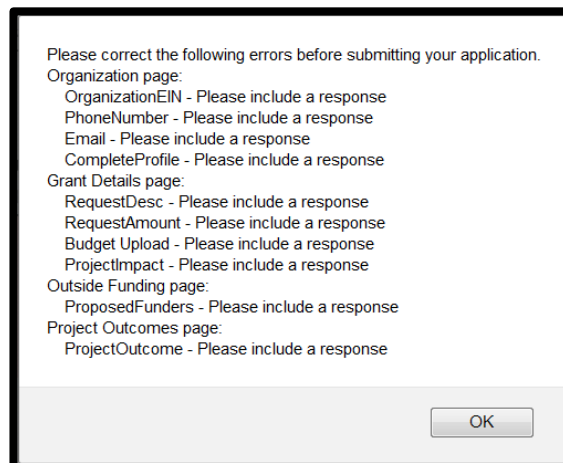 Please correct the following errors before submitting your application.
Organization page:
OrganizationEIN - Please include a response
PhoneNumber - Please include a response
Email - Please include a response
CompleteProfile - Please include a response
Grant Details page:
RequestDesc - Please include a response
RequestAmount - Please include a response
Budget Upload - Please include a response
ProjectImpact - Please include a response
Outside Funding page:
ProposedFunders - Please include a response
Project Outcomes page:
ProjectOutcome - Please include a response
OK